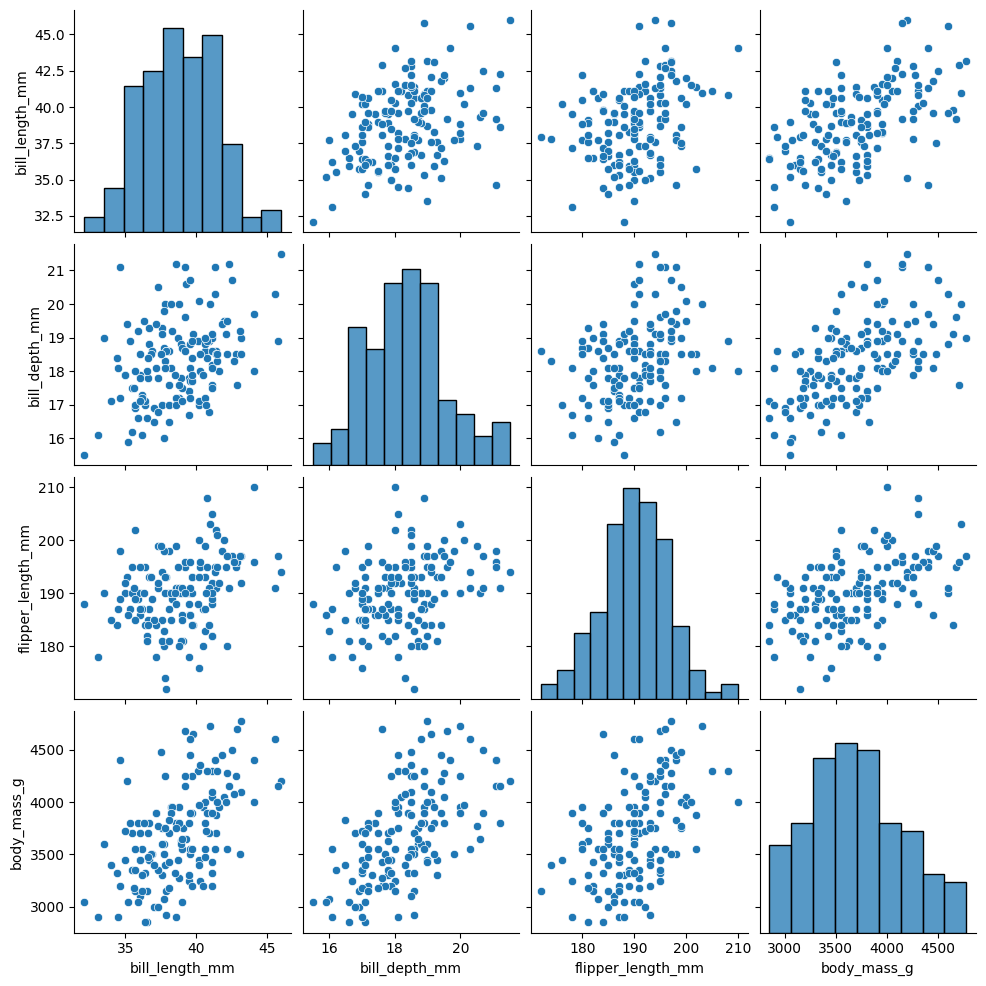 bill_length_mm
45.0
42.5
40.0
37.5
35.0
32.5
bill_depth_mm
21
20
19
18
17
16
flipper_length_mm
210
200
190
180
body_mass_g
4500
4000
3500
3000
35 40 45
16 18 20
180 190 200 210
3000 3500 4000 4500
bill_length_mm bill_depth_mm flipper_length_mm body_mass_g